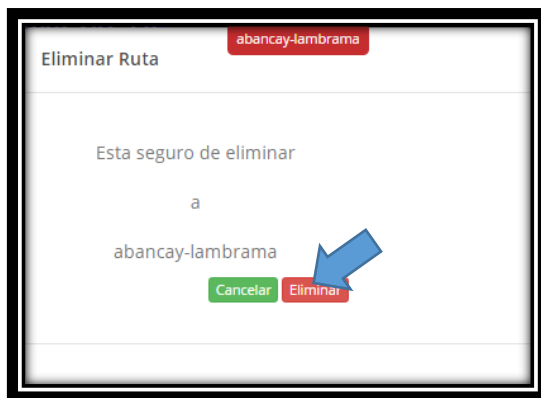 abancay-lambrama
Eliminar Ruta
Esta seguro de eliminar
a
abancay-lambrama
Cancelar Eliminar